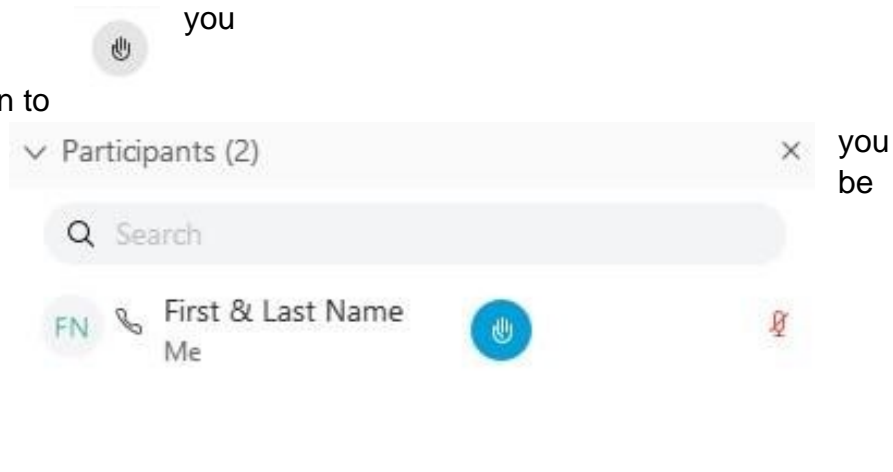 you
n to
Participants (2)
you
be
Search
FN
First & Last Name
Me